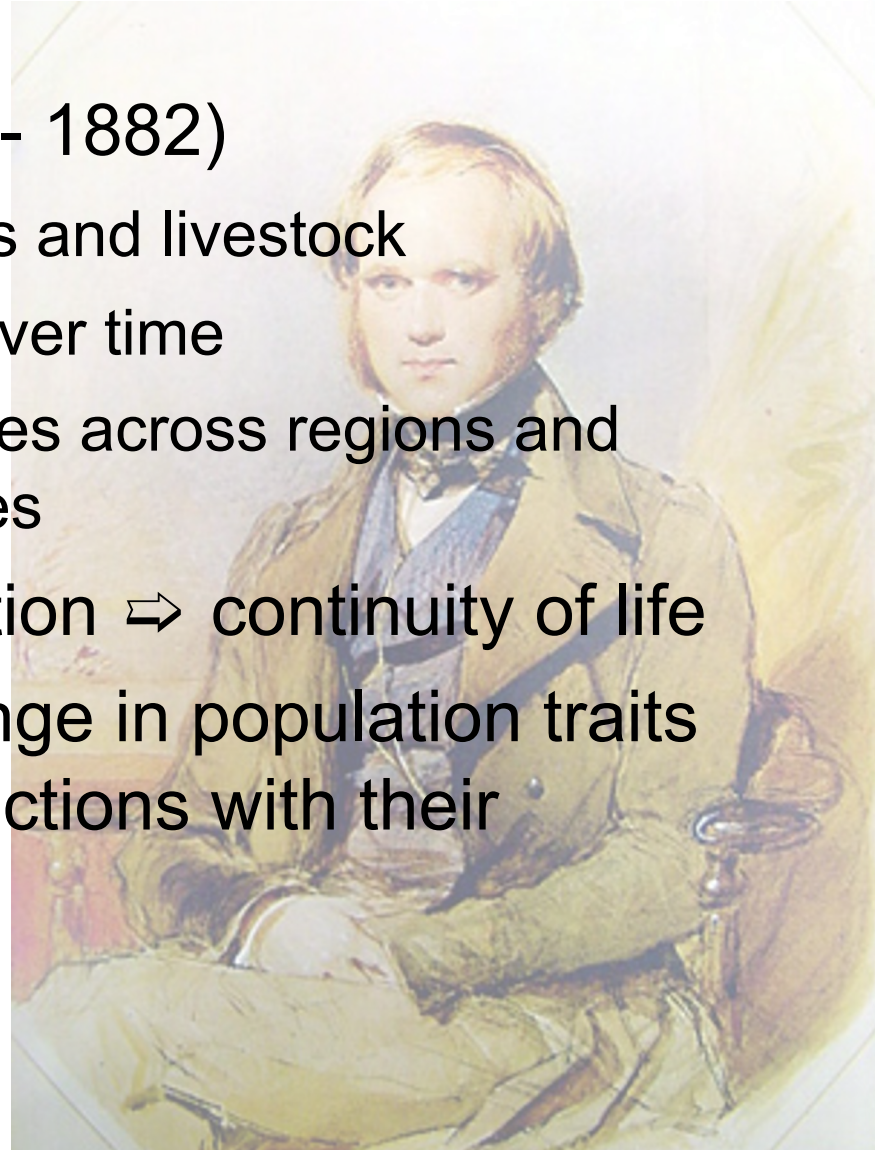 - 1882)
s and livestock
ver time
es across regions and
es
tion ⇨ continuity of life
nge in population traits
ctions with their